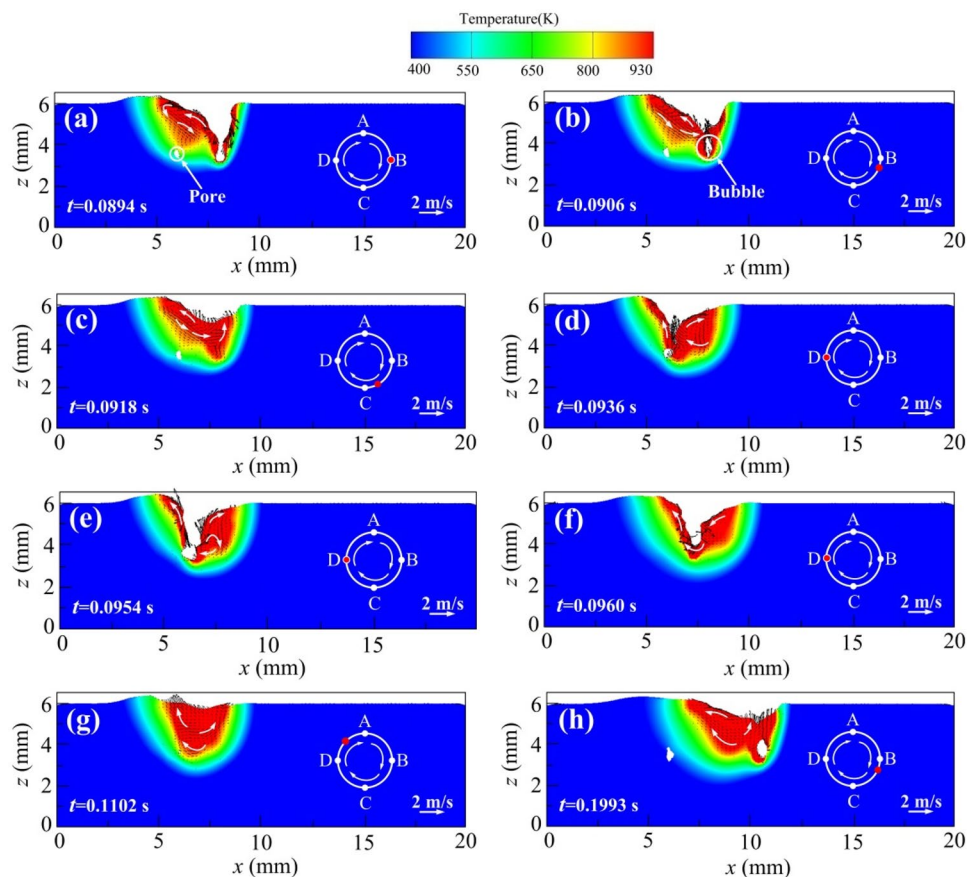 Temperature(K)
400 550 650 800 930
6
4
2
0
z (mm)
(a)
A
D
B
C
Pore
t=0.0894 s
2 m/s
0 5 10 15 20
x (mm)
6
4
2
0
z (mm)
(b)
A
D
B
C
Bubble
t=0.0906 s
2 m/s
0 5 10 15 20
x (mm)
6
4
2
0
z (mm)
(c)
A
D
B
C
t=0.0918 s
2 m/s
0 5 10 15 20
x (mm)
6
4
2
0
z (mm)
(d)
A
D
B
C
t=0.0936 s
2 m/s
0 5 10 15 20
x (mm)
6
4
2
0
z (mm)
(e)
A
D
B
C
t=0.0954 s
2 m/s
0 5 10 15 20
x (mm)
6
4
2
0
z (mm)
(f)
A
D
B
C
t=0.0960 s
2 m/s
0 5 10 15 20
x (mm)
6
4
2
0
z (mm)
(g)
A
D
B
C
t=0.1102 s
2 m/s
0 5 10 15 20
x (mm)
6
4
2
0
z (mm)
(h)
A
D
B
C
t=0.1993 s
2 m/s
0 5 10 15 20
x (mm)